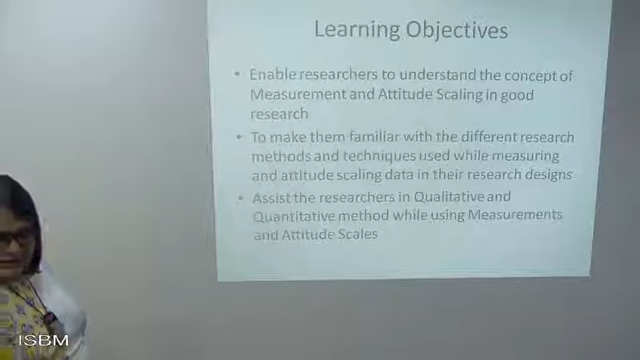 Learning Objectives
• Enable researchers to understand the concept of
Measurement and Attitude Scaling in good
research
• To make them familiar with the different research
methods and techniques used while measuring
and attitude scaling data in their research designs
• Assist the researchers in Qualitative and
Quantitative method while using Measurements
and Attitude Scales
ISBM